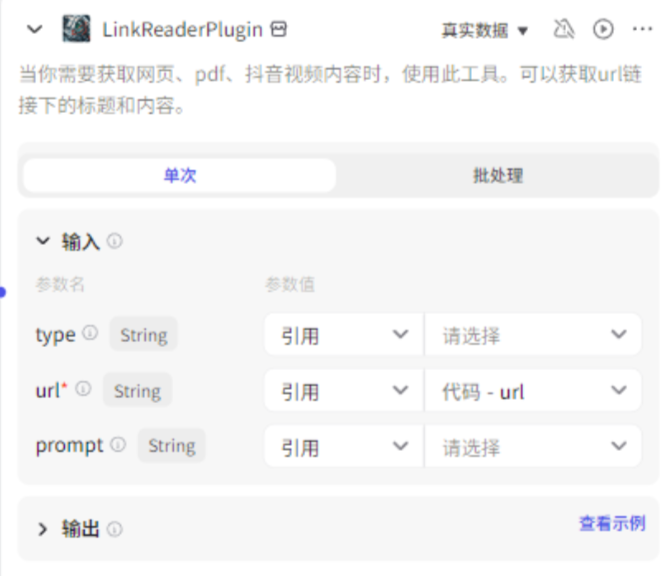 LinkReaderPlugin 真实数据
当你需要获取网页、pdf、抖音视频内容时，使用此工具。可以获取url链
接下的标题和内容。
单次 批处理
输入
参数名 参数值
type String 引用 请选择
url* String 引用 代码 - url
prompt String 引用 请选择
输出 查看示例